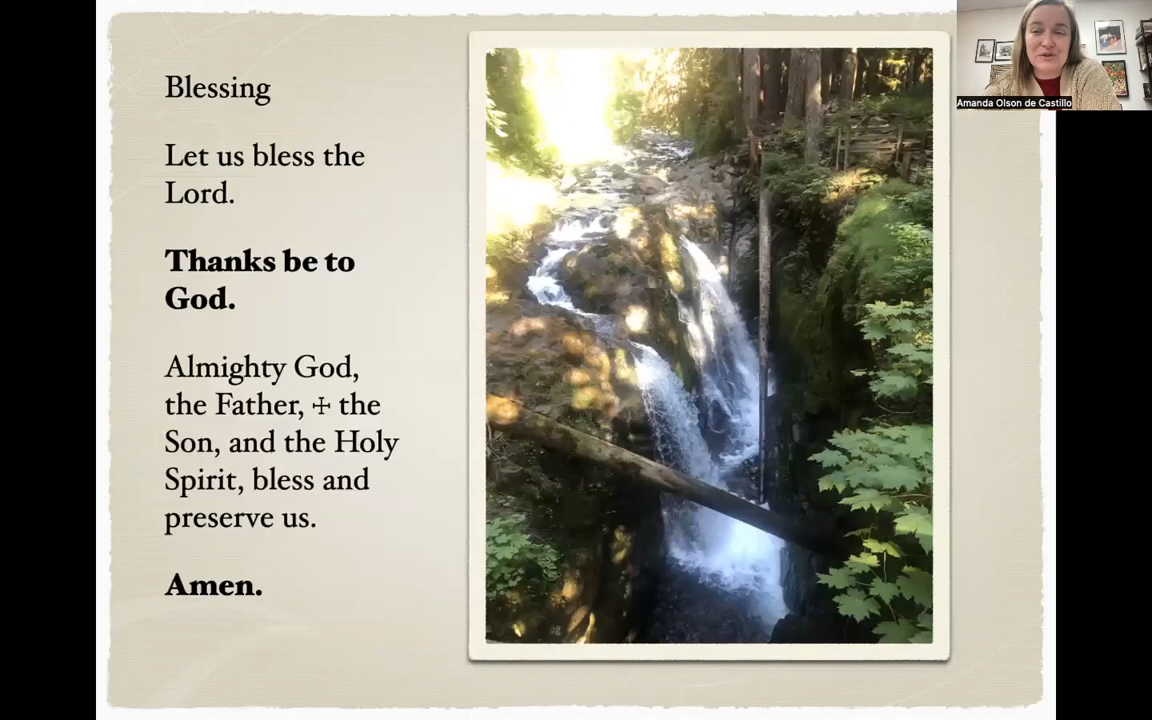 Blessing
Let us bless the
Lord.
Thanks be to
God.
Almighty God,
the Father, ☩ the
Son, and the Holy
Spirit, bless and
preserve us.
Amen.
Amanda Olson de Castillo